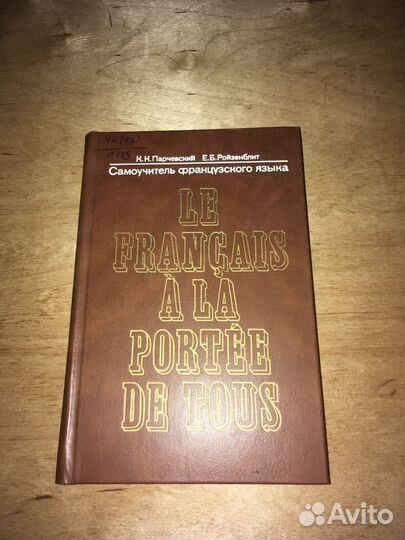 К.К.Парчевский Е.Б.Ройзенблит
Самоучитель французского языка
LE
FRANÇAIS
À LA
PORTÉE
DE TOUS
Avito